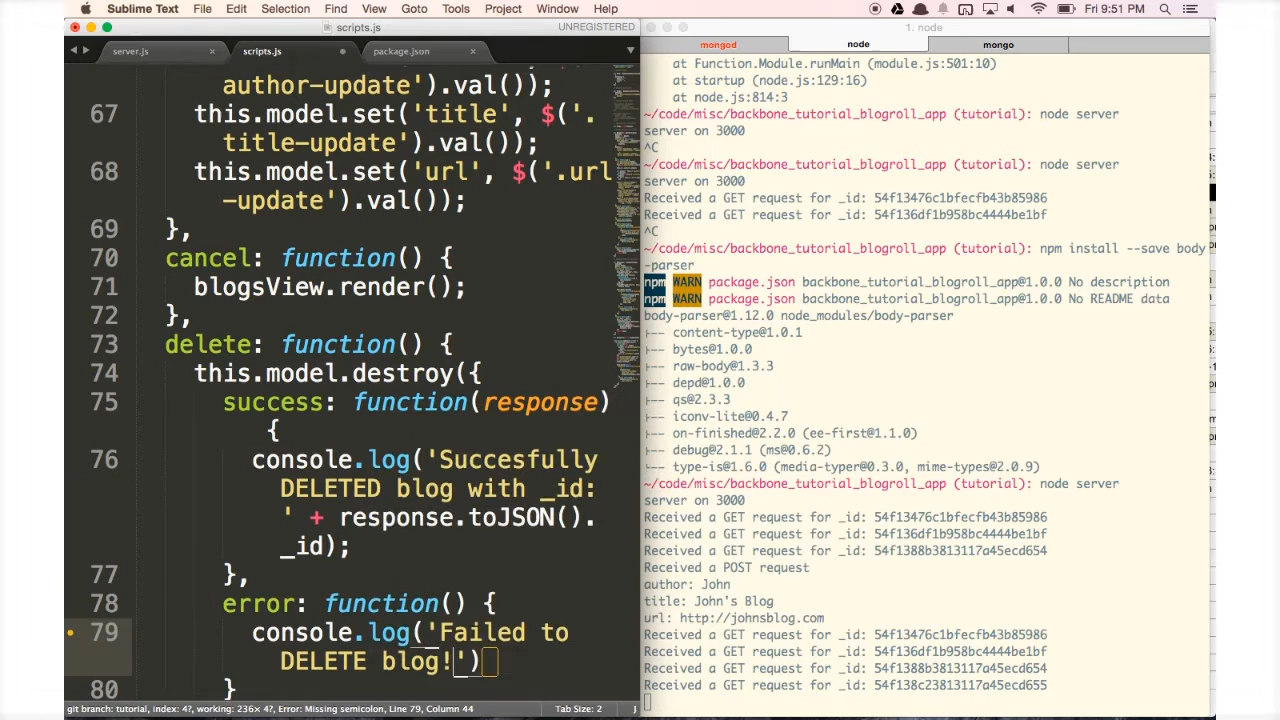 Sublime Text File Edit Selection Find View Goto Tools Project Window Help Fri 9:51 PM
scripts.js UNREGISTERED
server.js scripts.js package.json
author-update').val());
67 this.model.set('title', $('.
title-update').val());
68 this.model.set('url', $('.url
-update').val());
69 },
70 cancel: function() {
71 blogsView.render();
72 },
73 delete: function() {
74 this.model.destroy({
75 success: function(response)
{
76 console.log('Succesfully
DELETED blog with _id:
' + response.toJSON().
_id);
77 },
78 error: function() {
79 console.log('Failed to
DELETE blog!')
80 }
git branch: tutorial, index: 4?, working: 236× 4?, Error: Missing semicolon, Line 79, Column 44 Tab Size: 2
1. node
mongod node mongo
at Function.Module.runMain (module.js:501:10)
at startup (node.js:129:16)
at node.js:814:3
~/code/misc/backbone_tutorial_blogroll_app (tutorial): node server
server on 3000
^C
~/code/misc/backbone_tutorial_blogroll_app (tutorial): node server
server on 3000
Received a GET request for _id: 54f13476c1bfecfb43b85986
Received a GET request for _id: 54f136df1b958bc4444be1bf
^C
~/code/misc/backbone_tutorial_blogroll_app (tutorial): npm install --save body
-parser
npm WARN package.json backbone_tutorial_blogroll_app@1.0.0 No description
npm WARN package.json backbone_tutorial_blogroll_app@1.0.0 No README data
body-parser@1.12.0 node_modules/body-parser
├── content-type@1.0.1
├── bytes@1.0.0
├── raw-body@1.3.3
├── depd@1.0.0
├── qs@2.3.3
├── iconv-lite@0.4.7
├── on-finished@2.2.0 (ee-first@1.1.0)
├── debug@2.1.1 (ms@0.6.2)
├── type-is@1.6.0 (media-typer@0.3.0, mime-types@2.0.9)
~/code/misc/backbone_tutorial_blogroll_app (tutorial): node server
server on 3000
Received a GET request for _id: 54f13476c1bfecfb43b85986
Received a GET request for _id: 54f136df1b958bc4444be1bf
Received a GET request for _id: 54f1388b3813117a45ecd654
Received a POST request
author: John
title: John's Blog
url: http://johnsblog.com
Received a GET request for _id: 54f13476c1bfecfb43b85986
Received a GET request for _id: 54f136df1b958bc4444be1bf
Received a GET request for _id: 54f1388b3813117a45ecd654
Received a GET request for _id: 54f138c23813117a45ecd655